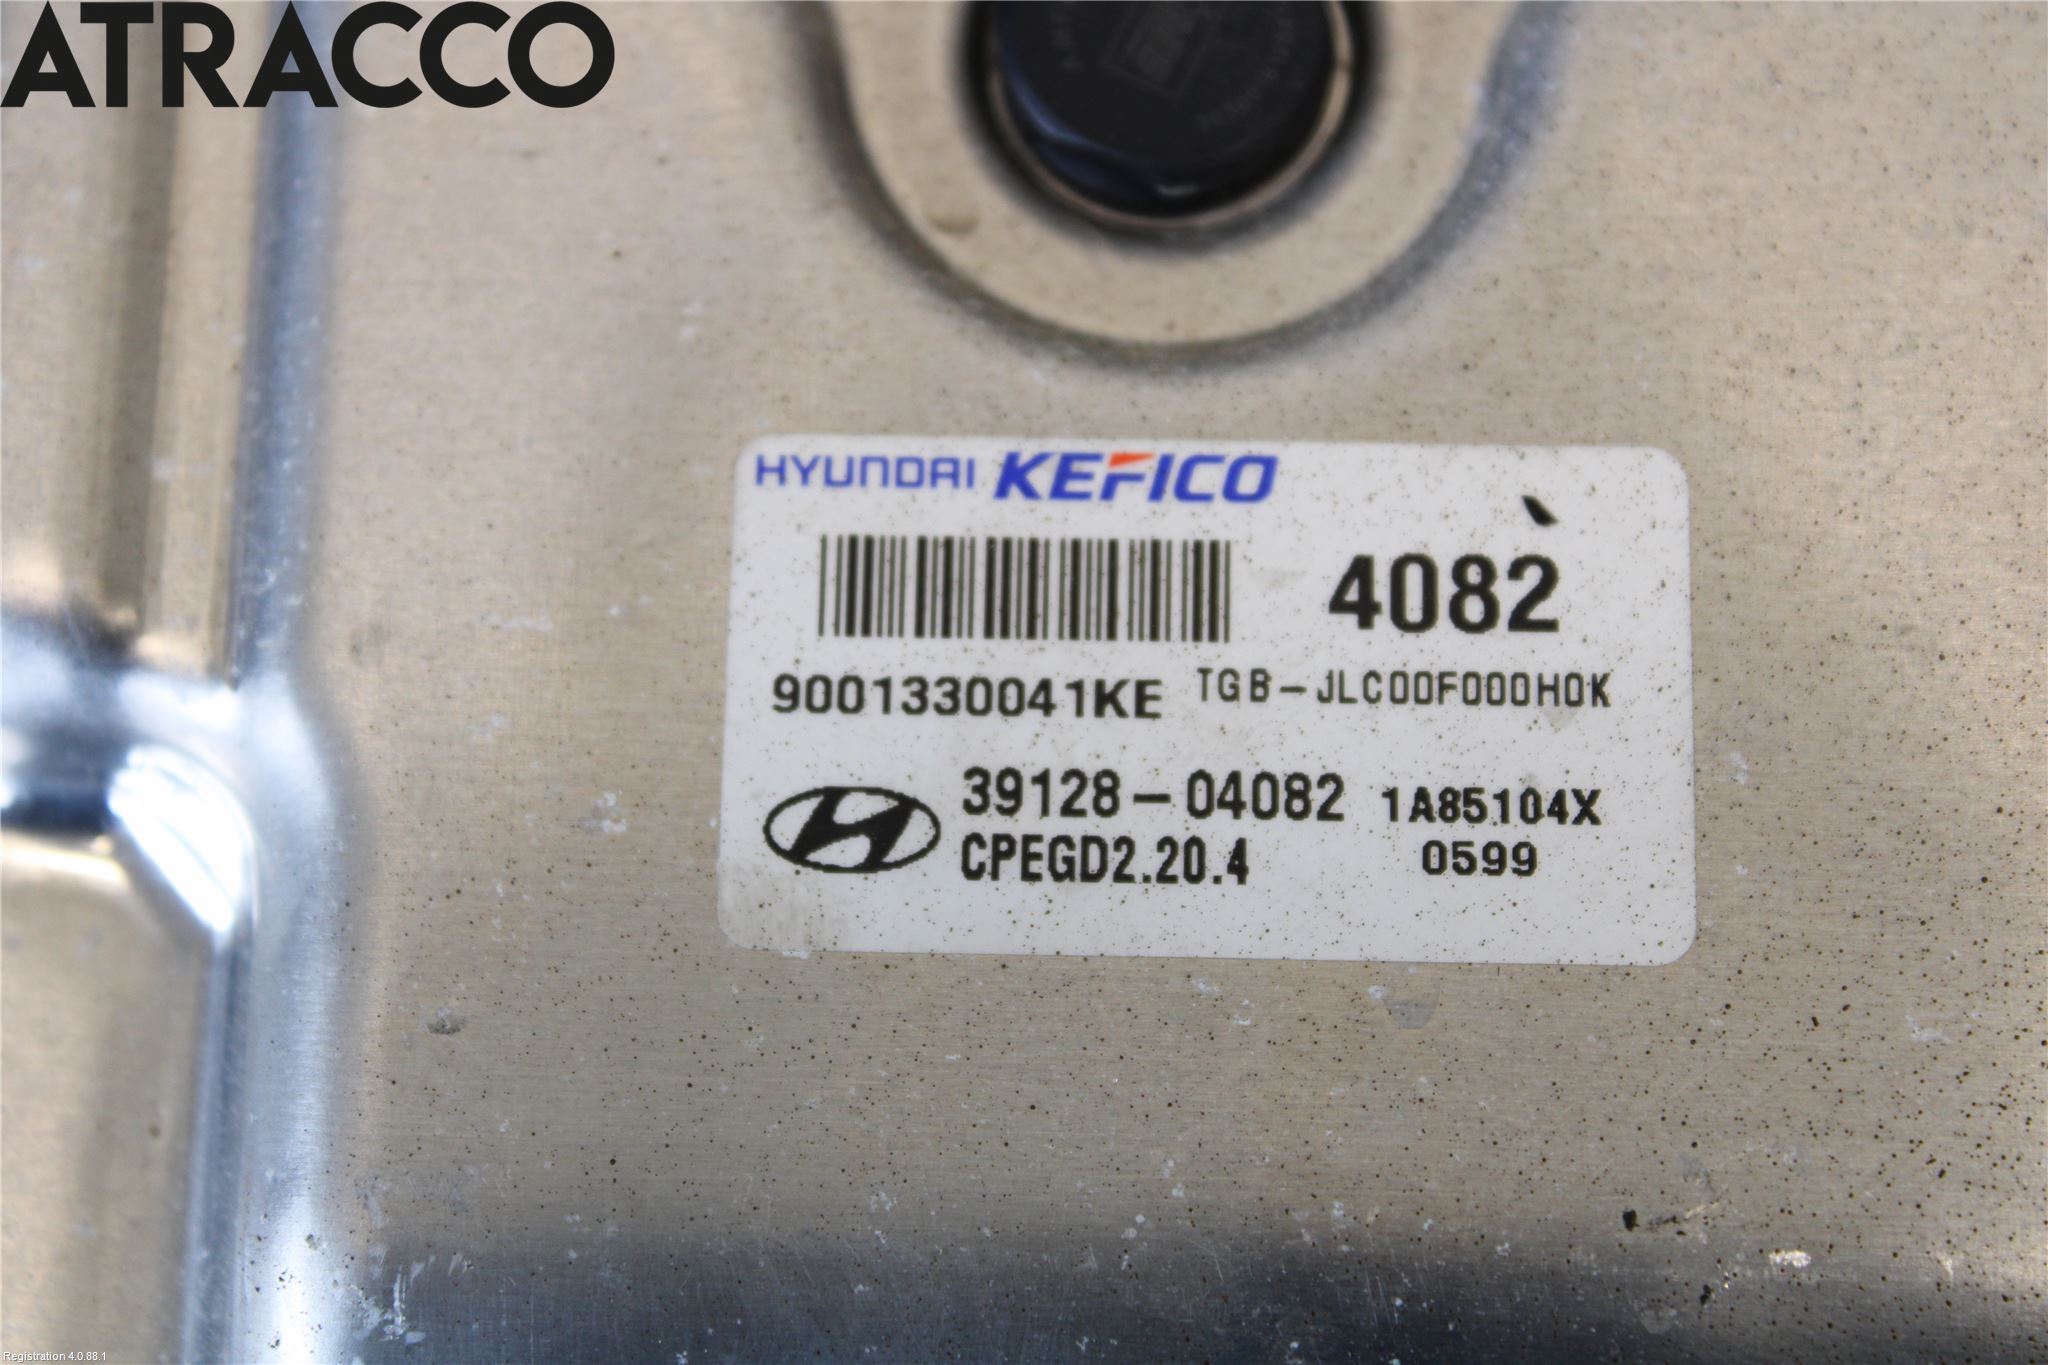 ATRACCO
HYUNDAI KEFICO
4082
9001330041KE TGB-JLC00F000H0K
39128-04082 1A85104X
CPEGD2.20.4 0599
Registration 4.0.88.1